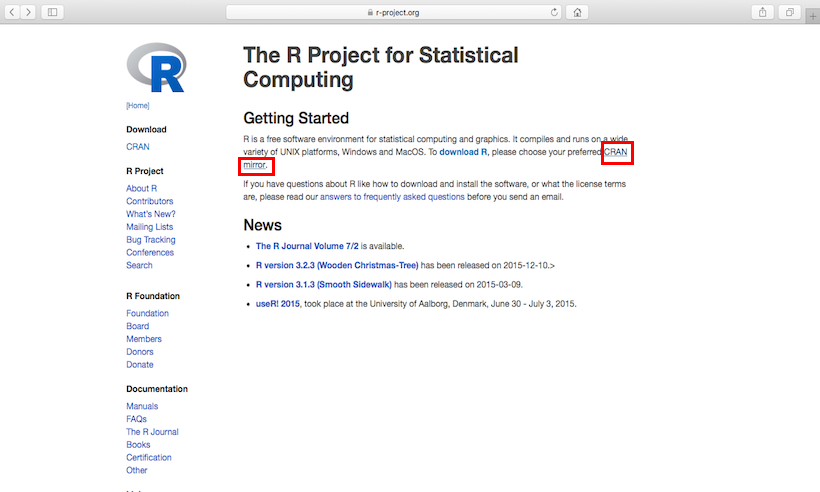 r-project.org
R
[Home]
Download
CRAN
R Project
About R
Contributors
What's New?
Mailing Lists
Bug Tracking
Conferences
Search
R Foundation
Foundation
Board
Members
Donors
Donate
Documentation
Manuals
FAQs
The R Journal
Books
Certification
Other
The R Project for Statistical
Computing
Getting Started
R is a free software environment for statistical computing and graphics. It compiles and runs on a wide
variety of UNIX platforms, Windows and MacOS. To download R, please choose your preferred CRAN
mirror.
If you have questions about R like how to download and install the software, or what the license terms
are, please read our answers to frequently asked questions before you send an email.
News
• The R Journal Volume 7/2 is available.
• R version 3.2.3 (Wooden Christmas-Tree) has been released on 2015-12-10.>
• R version 3.1.3 (Smooth Sidewalk) has been released on 2015-03-09.
• useR! 2015, took place at the University of Aalborg, Denmark, June 30 - July 3, 2015.